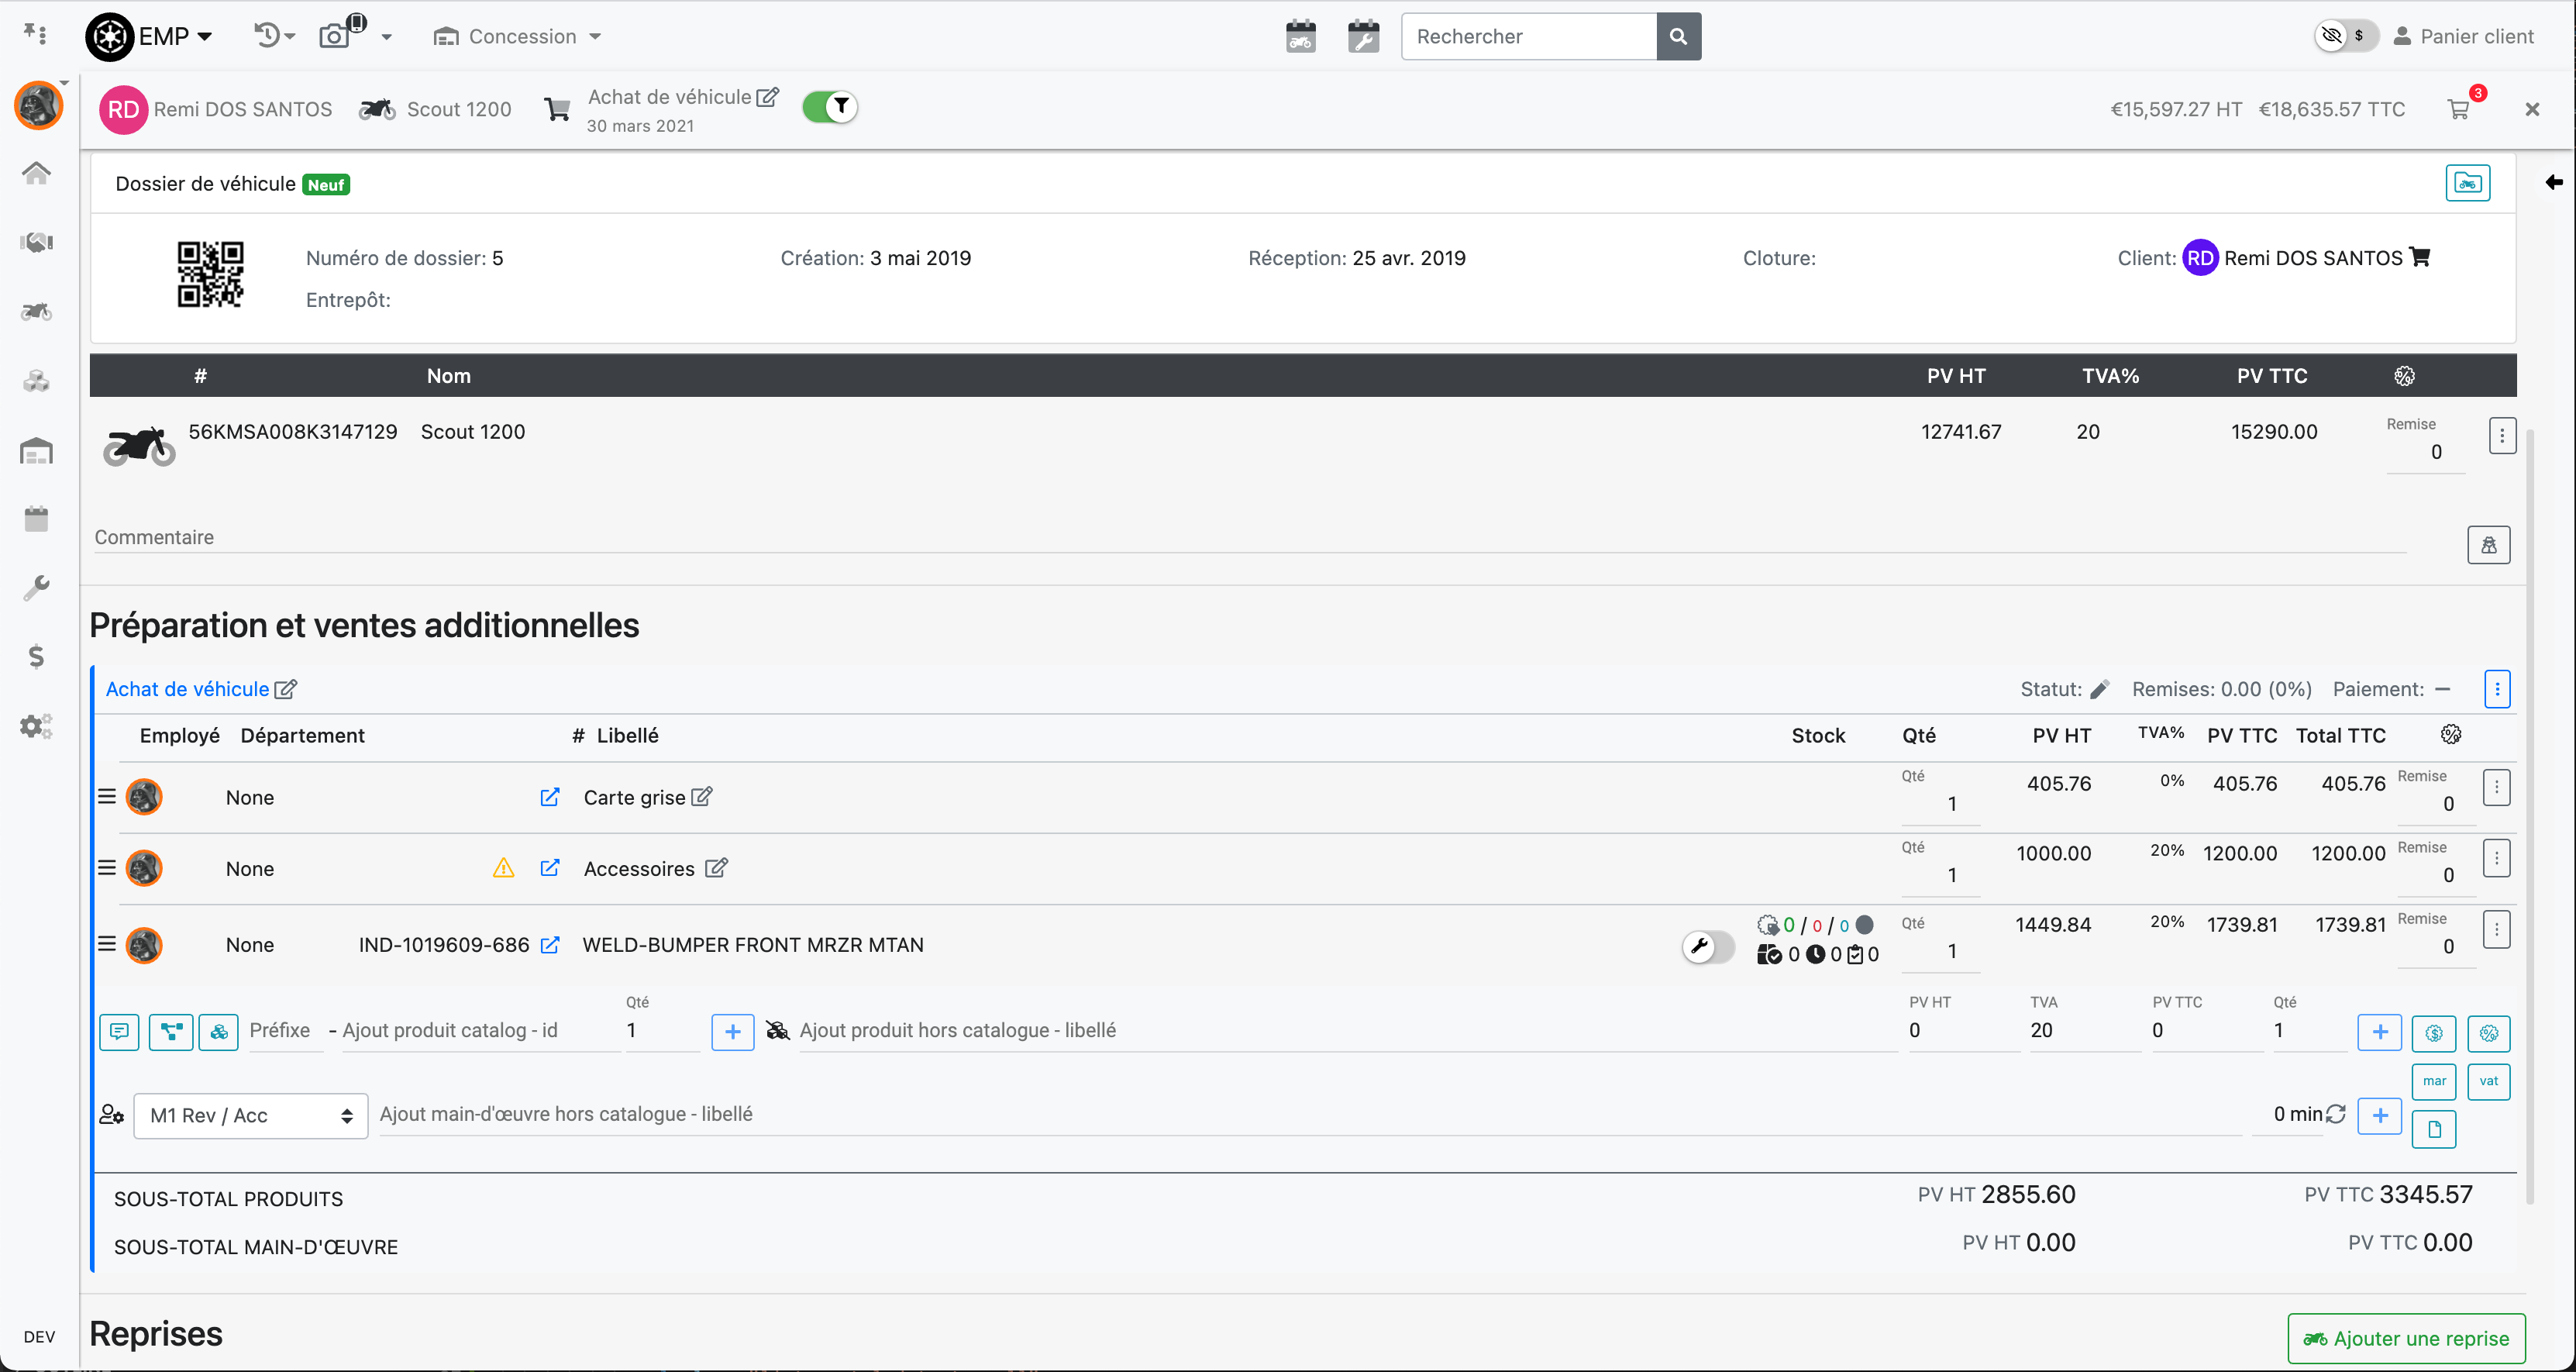 EMP
Concession
Rechercher
$
Panier client
RD Remi DOS SANTOS
Scout 1200
Achat de véhicule
30 mars 2021
€15,597.27 HT €18,635.57 TTC
3
Dossier de véhicule Neuf
Numéro de dossier: 5
Création: 3 mai 2019
Réception: 25 avr. 2019
Cloture:
Client: RD Remi DOS SANTOS
Entrepôt:
# Nom PV HT TVA% PV TTC
56KMSA008K3147129 Scout 1200 12741.67 20 15290.00 Remise 0
Commentaire
Préparation et ventes additionnelles
Achat de véhicule
Statut: Remises: 0.00 (0%) Paiement: —
Employé Département # Libellé Stock Qté PV HT TVA% PV TTC Total TTC
None Carte grise Qté 1 405.76 0% 405.76 405.76 Remise 0
None Accessoires Qté 1 1000.00 20% 1200.00 1200.00 Remise 0
None IND-1019609-686 WELD-BUMPER FRONT MRZR MTAN 0 / 0 / 0 0 0 0 Qté 1 1449.84 20% 1739.81 1739.81 Remise 0
Qté PV HT TVA PV TTC Qté
Préfixe - Ajout produit catalog - id 1 + Ajout produit hors catalogue - libellé 0 20 0 1 +
mar vat
M1 Rev / Acc Ajout main-d'œuvre hors catalogue - libellé 0 min +
SOUS-TOTAL PRODUITS PV HT 2855.60 PV TTC 3345.57
SOUS-TOTAL MAIN-D'ŒUVRE PV HT 0.00 PV TTC 0.00
DEV
Reprises
Ajouter une reprise